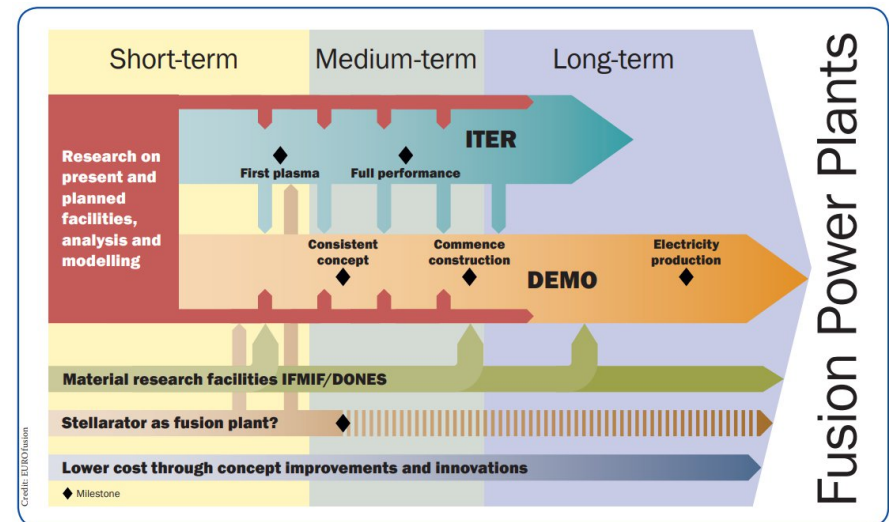 Short-term
Medium-term
Long-term
Research on
present and
planned
facilities,
analysis and
modelling
ITER
First plasma
Full performance
Consistent
concept
Commence
construction
Electricity
production
DEMO
Material research facilities IFMIF/DONES
Stellarator as fusion plant?
Lower cost through concept improvements and innovations
Milestone
Fusion Power Plants
Credit: EUROfusion